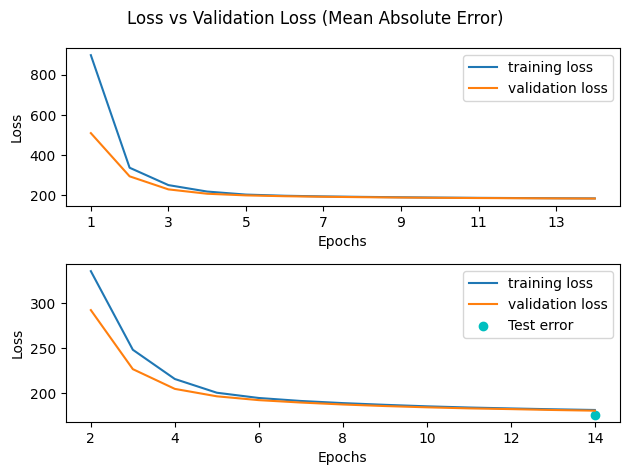 Loss vs Validation Loss (Mean Absolute Error)
800
600
400
200
Loss
training loss
validation loss
1 3 5 7 9 11 13
Epochs
300
250
200
Loss
training loss
validation loss
Test error
2 4 6 8 10 12 14
Epochs